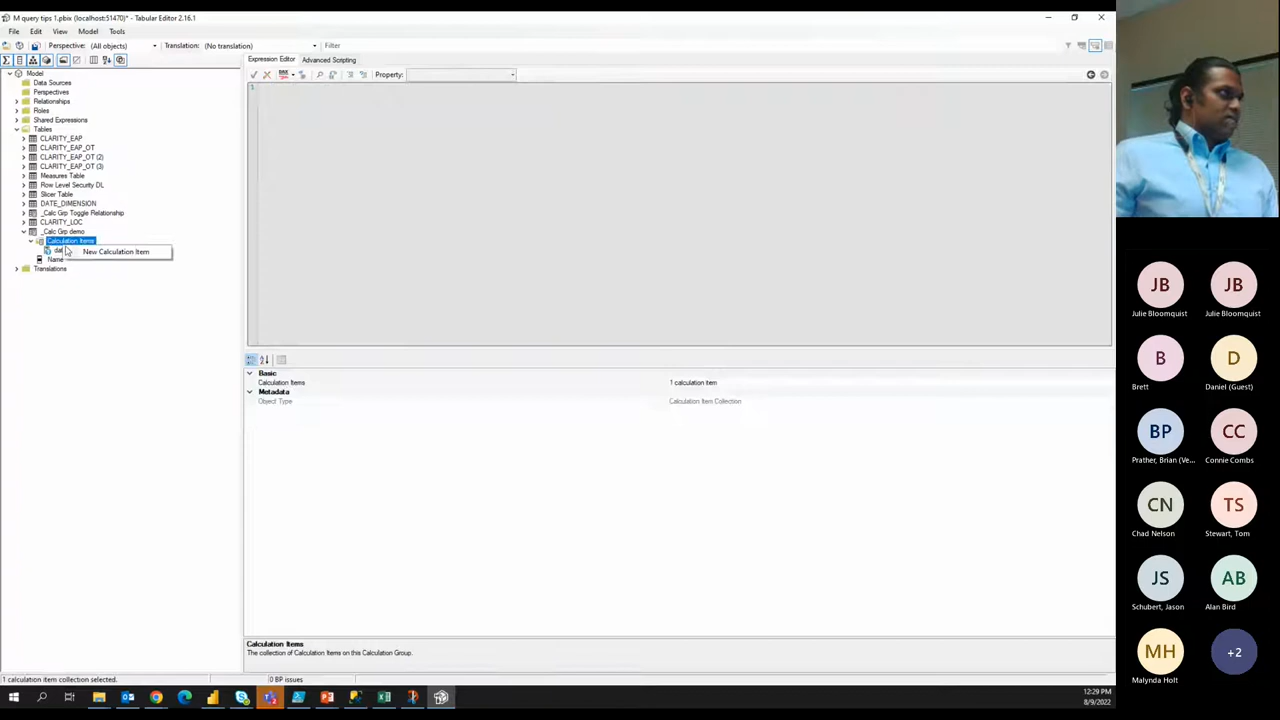 M query tips 1.pbix (localhost:51470)* - Tabular Editor 2.16.1
File Edit View Model Tools
Perspective: (All objects) Translation: (No translation) Filter
Expression Editor Advanced Scripting
Property:
1
Model
Data Sources
Perspectives
Relationships
Roles
Shared Expressions
Tables
CLARITY_EAP
CLARITY_EAP_OT
CLARITY_EAP_OT (2)
CLARITY_EAP_OT (3)
Measures Table
Row Level Security DL
Slicer Table
DATE_DIMENSION
_Calc Grp Toggle Relationship
CLARITY_LOC
_Calc Grp demo
Calculation Items
New Calculation Item
Name
Translations
Basic
Calculation Items 1 calculation item
Metadata
Object Type Calculation Item Collection
Calculation Items
The collection of Calculation Items on this Calculation Group.
1 calculation item collection selected. 0 BP issues
12:29 PM
8/9/2022
JB JB
Julie Bloomquist Julie Bloomquist
B D
Brett Daniel (Guest)
BP CC
Prather, Brian (Ve... Connie Combs
CN TS
Chad Nelson Stewart, Tom
JS AB
Schubert, Jason Alan Bird
MH +2
Malynda Holt